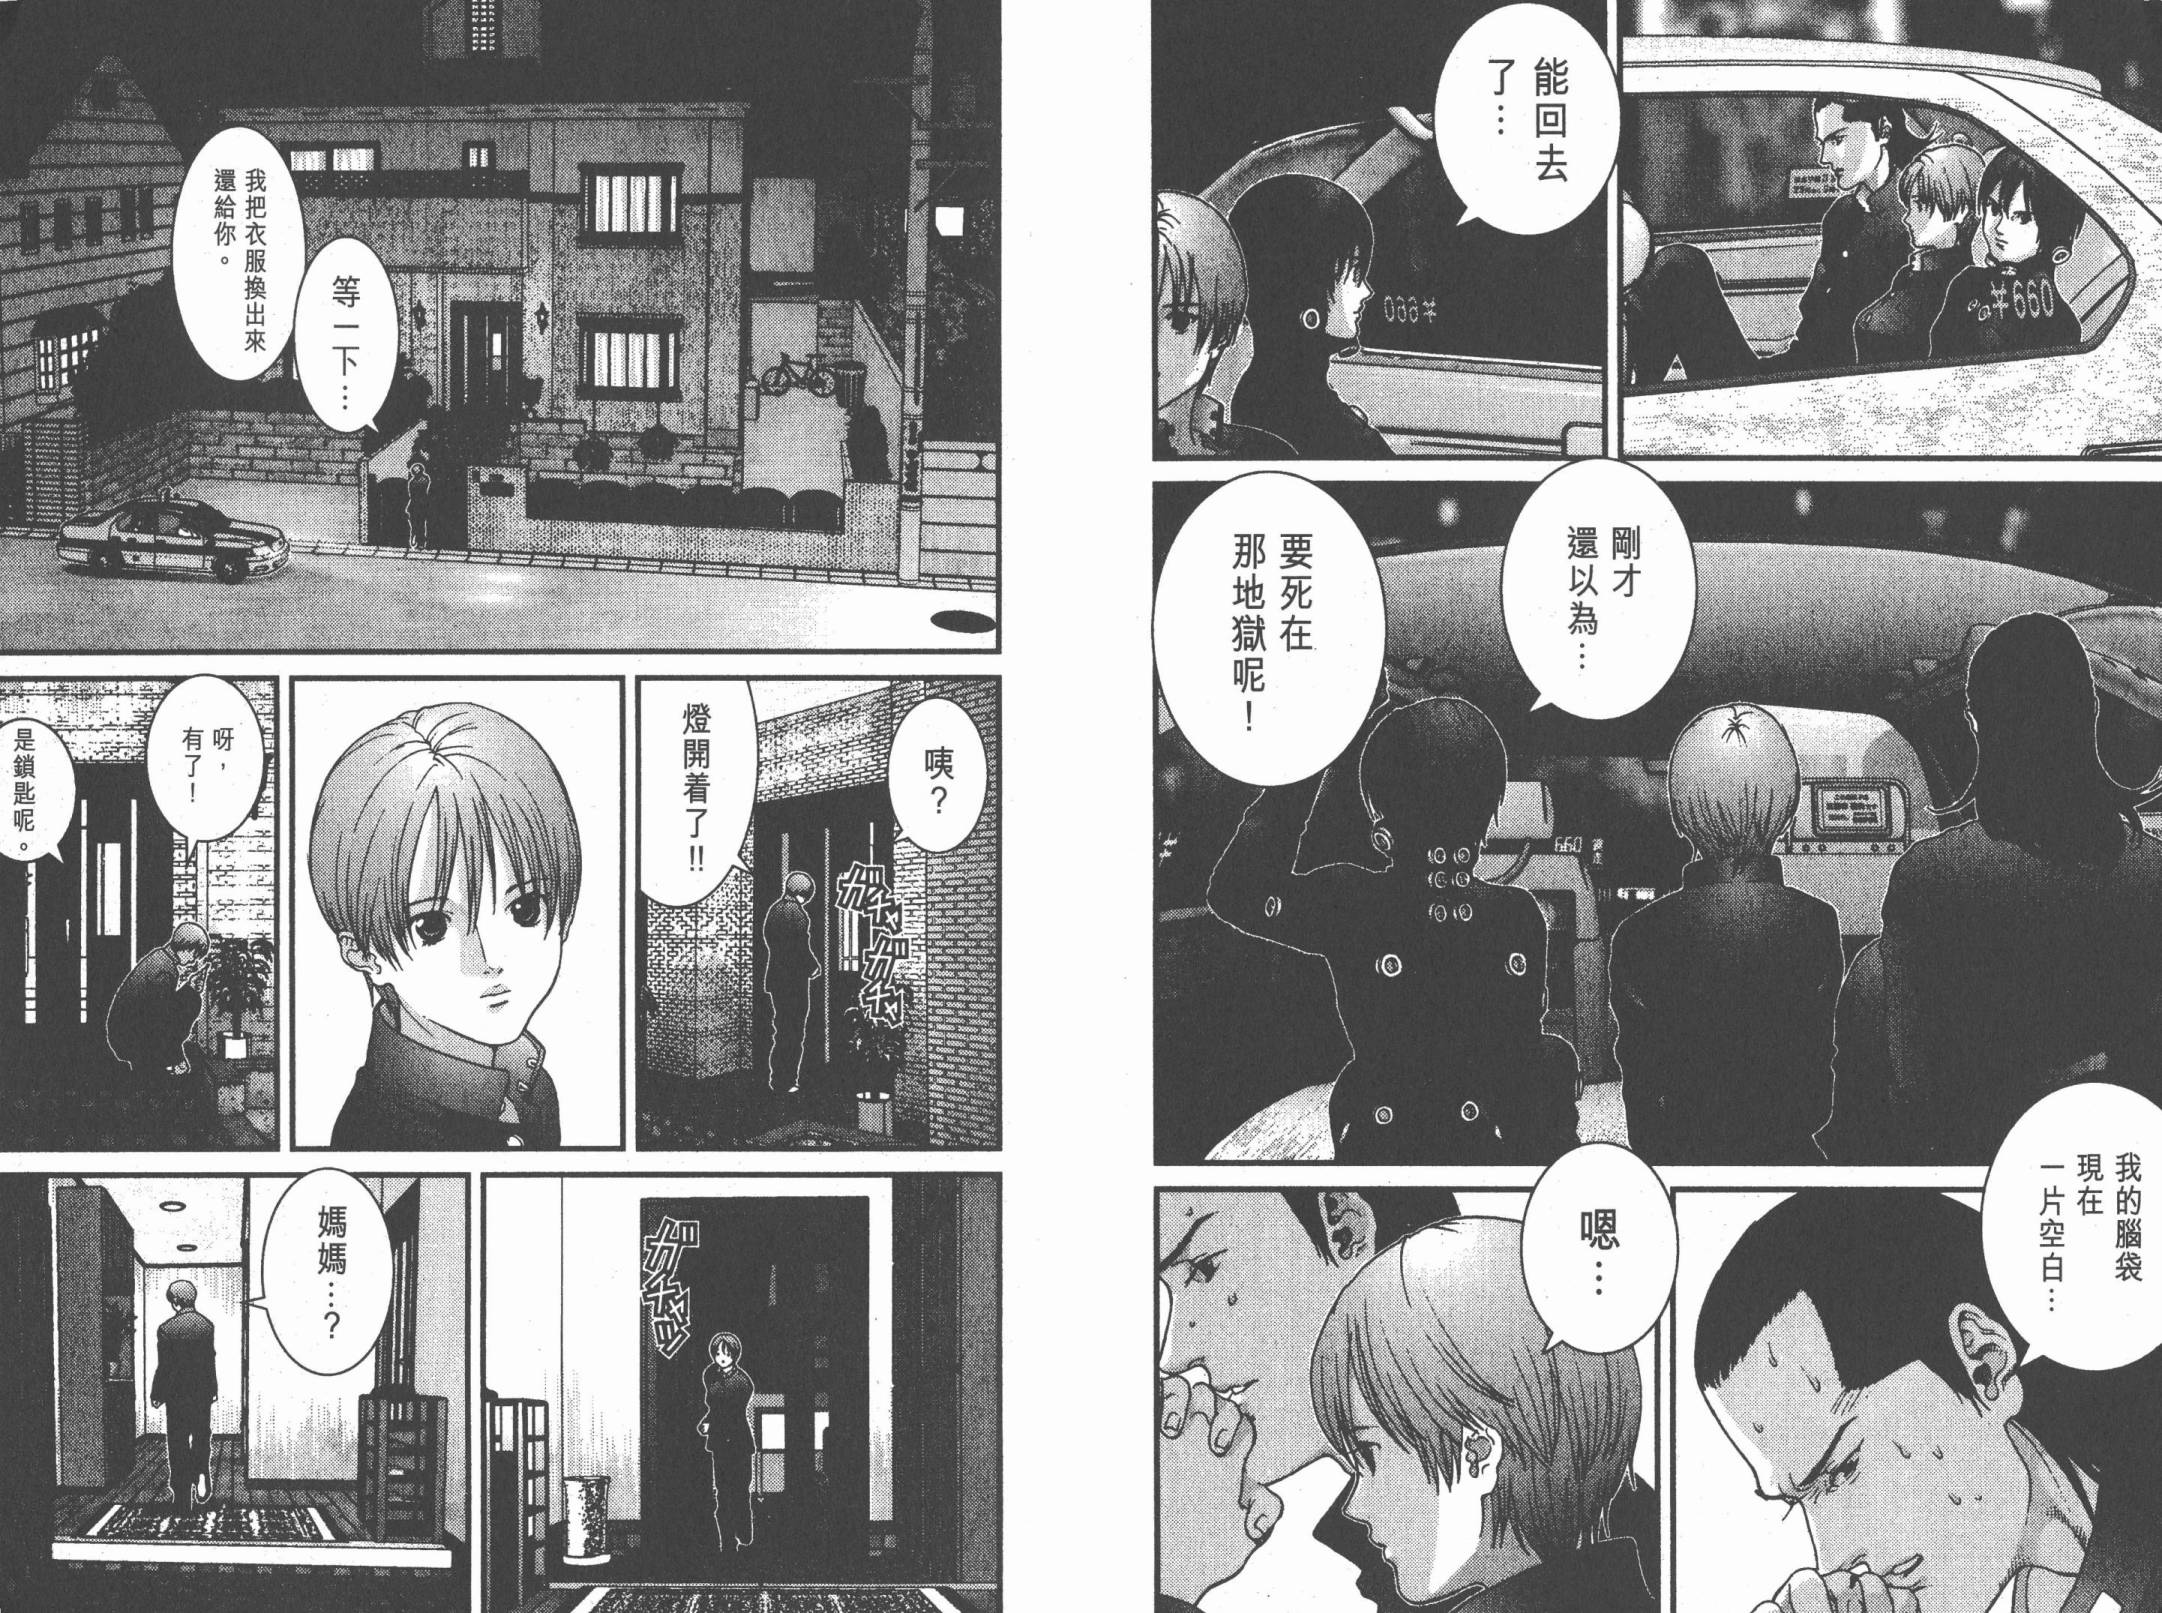 ¥660
能回去
了…
¥660
剛才
還以為…
要死在
那地獄呢！
660
我的腦袋
現在
一片空白…
嗯…
等一下…
我把衣服換出來
還給你。
咦？
燈開着了!!
呀，
有了！
是鎖匙呢。
媽媽…？